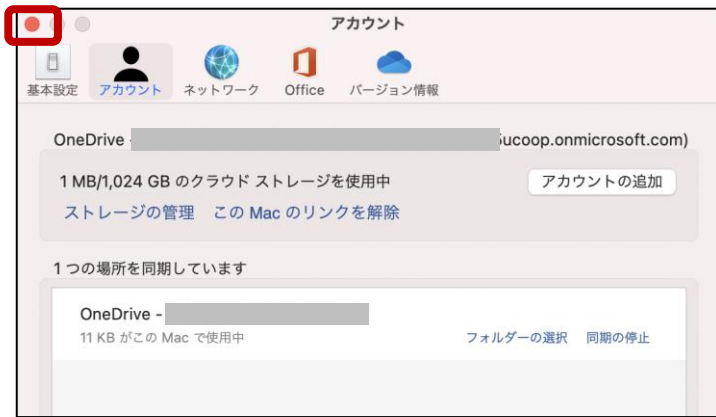 アカウント
基本設定 アカウント ネットワーク Office バージョン情報
OneDrive - ucoop.onmicrosoft.com)
1 MB/1,024 GB のクラウド ストレージを使用中 アカウントの追加
ストレージの管理 この Mac のリンクを解除
1 つの場所を同期しています
OneDrive -
11 KB がこの Mac で使用中 フォルダーの選択 同期の停止